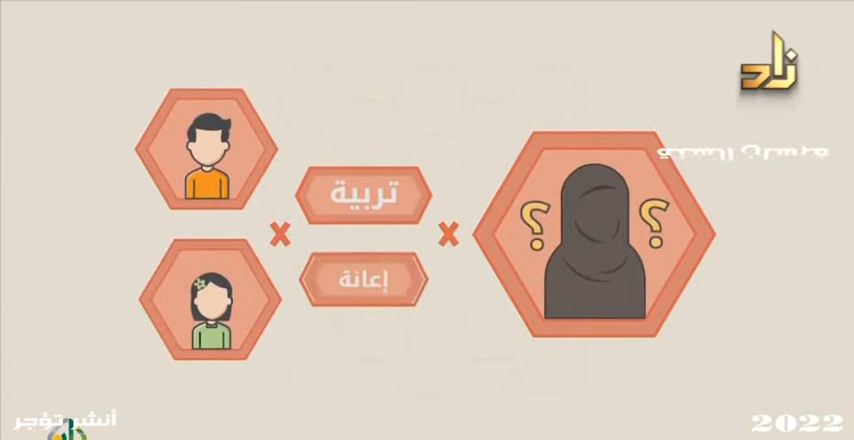 زاد
تربية
إعانة
؟
؟
أنشر تؤجر
2022